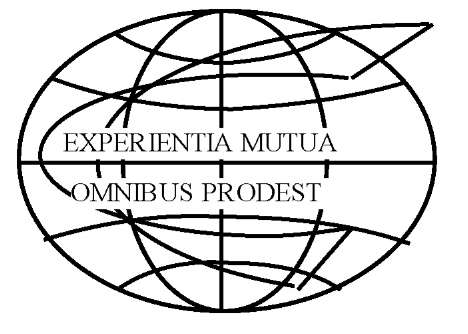 EXPERIENTIA MUTUA
OMNIBUS PRODEST